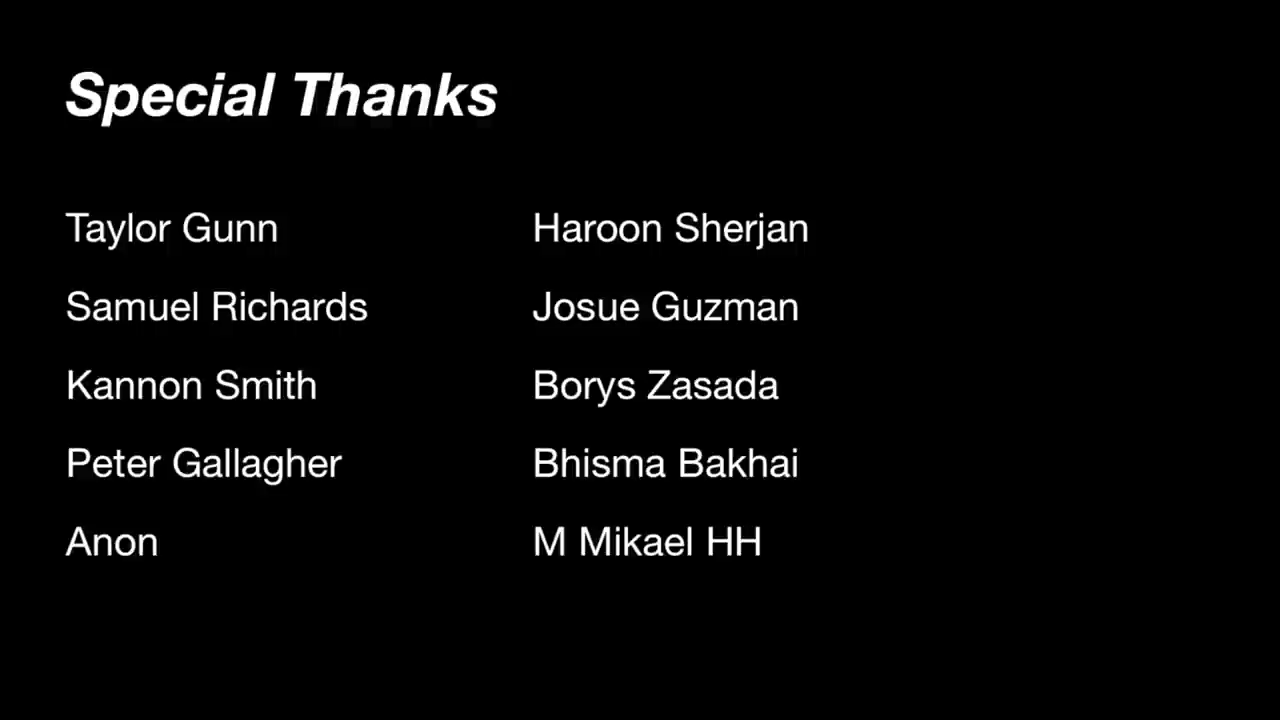 Special Thanks
Taylor Gunn
Samuel Richards
Kannon Smith
Peter Gallagher
Anon
Haroon Sherjan
Josue Guzman
Borys Zasada
Bhisma Bakhai
M Mikael HH